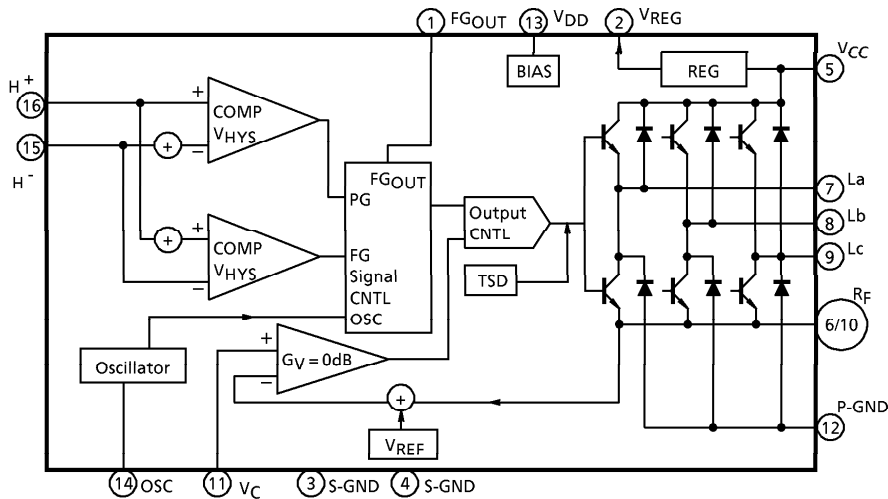 1 FGOUT 13 VDD 2 VREG
BIAS
REG
VCC
5
H+
16
15
H-
+
COMP
VHYS
−
+
FGOUT
PG
La
7
Lb
8
Lc
9
Output
CNTL
+
+
COMP
VHYS
−
FG
Signal
CNTL
OSC
TSD
RF
6/10
Oscillator
+
GV = 0dB
−
+
VREF
P-GND
12
14 OSC 11 VC 3 S-GND 4 S-GND